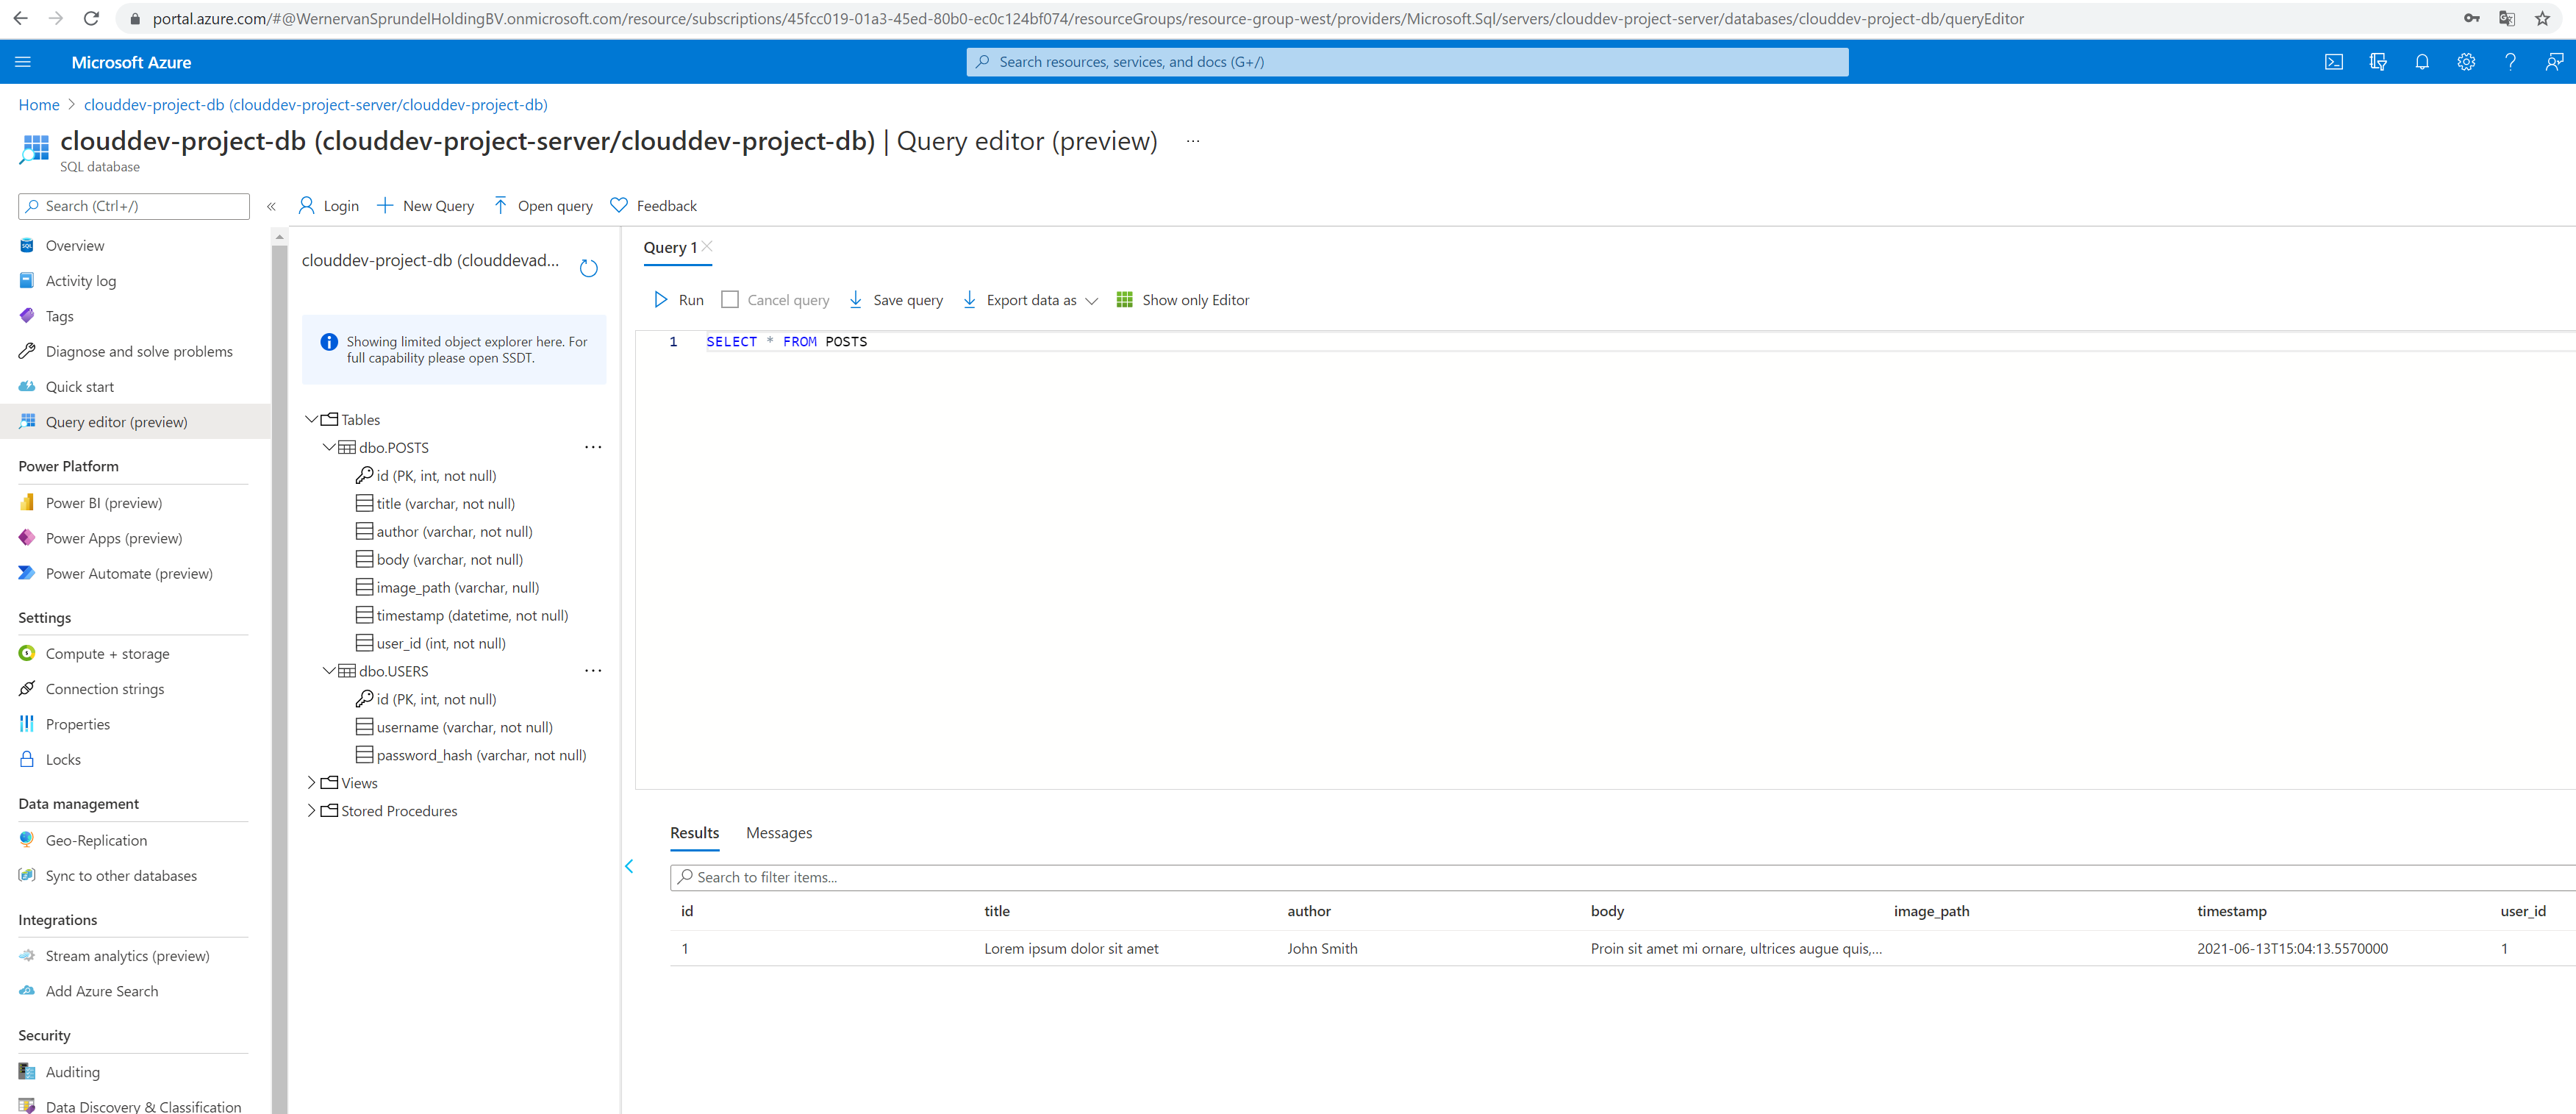 portal.azure.com/#@WernervanSprundelHoldingBV.onmicrosoft.com/resource/subscriptions/45fcc019-01a3-45ed-80b0-ec0c124bf074/resourceGroups/resource-group-west/providers/Microsoft.Sql/servers/clouddev-project-server/databases/clouddev-project-db/queryEditor
Microsoft Azure
Search resources, services, and docs (G+/)
Home > clouddev-project-db (clouddev-project-server/clouddev-project-db)
clouddev-project-db (clouddev-project-server/clouddev-project-db) | Query editor (preview) ...
SQL database
Search (Ctrl+/)
Overview
Activity log
Tags
Diagnose and solve problems
Quick start
Query editor (preview)
Power Platform
Power BI (preview)
Power Apps (preview)
Power Automate (preview)
Settings
Compute + storage
Connection strings
Properties
Locks
Data management
Geo-Replication
Sync to other databases
Integrations
Stream analytics (preview)
Add Azure Search
Security
Auditing
Data Discovery & Classification
Login New Query Open query Feedback
clouddev-project-db (clouddevad...
Showing limited object explorer here. For
full capability please open SSDT.
Tables
dbo.POSTS
id (PK, int, not null)
title (varchar, not null)
author (varchar, not null)
body (varchar, not null)
image_path (varchar, null)
timestamp (datetime, not null)
user_id (int, not null)
dbo.USERS
id (PK, int, not null)
username (varchar, not null)
password_hash (varchar, not null)
Views
Stored Procedures
Query 1
Run Cancel query Save query Export data as Show only Editor
1 SELECT * FROM POSTS
Results Messages
Search to filter items...
id title author body image_path timestamp user_id
1 Lorem ipsum dolor sit amet John Smith Proin sit amet mi ornare, ultrices augue quis,... 2021-06-13T15:04:13.5570000 1